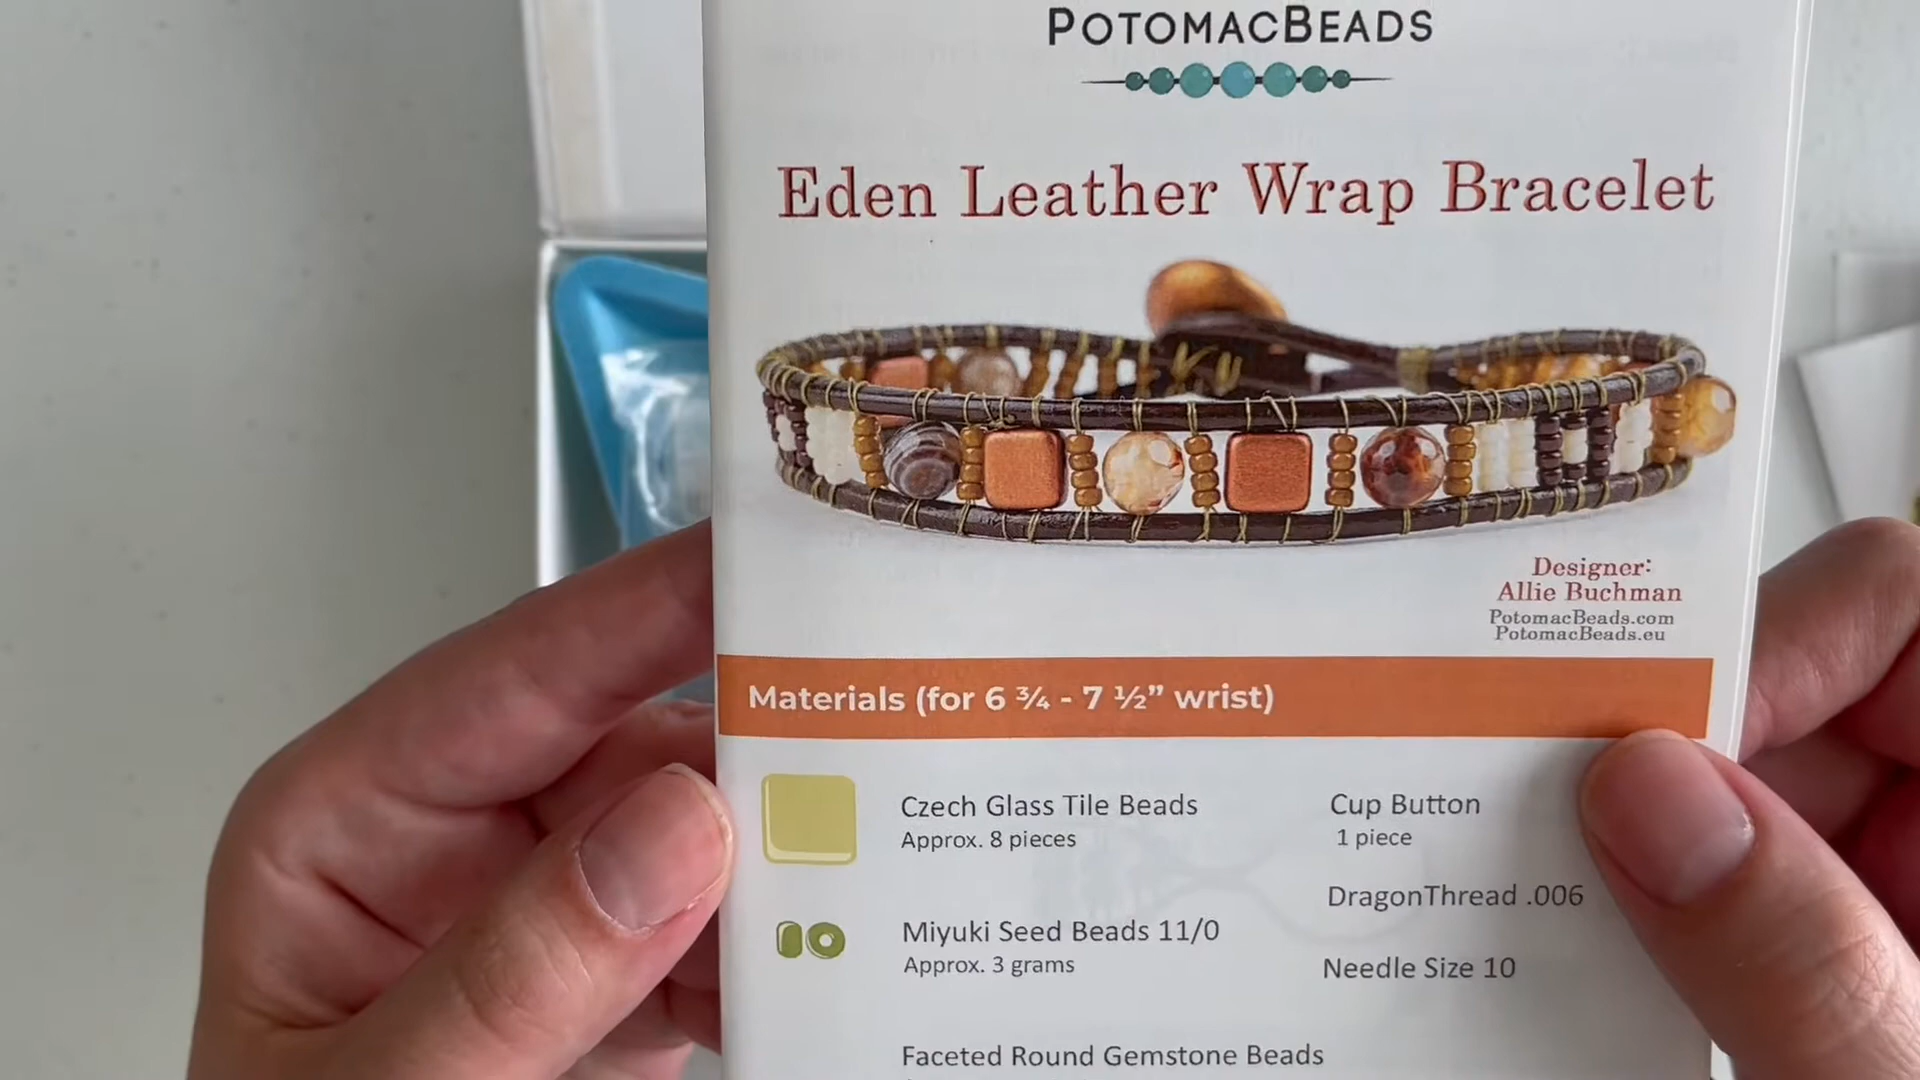 POTOMACBEADS
Eden Leather Wrap Bracelet
Designer:
Allie Buchman
PotomacBeads.com
PotomacBeads.eu
Materials (for 6 ¾ - 7 ½” wrist)
Czech Glass Tile Beads
Approx. 8 pieces
Cup Button
1 piece
DragonThread .006
Miyuki Seed Beads 11/0
Approx. 3 grams
Needle Size 10
Faceted Round Gemstone Beads